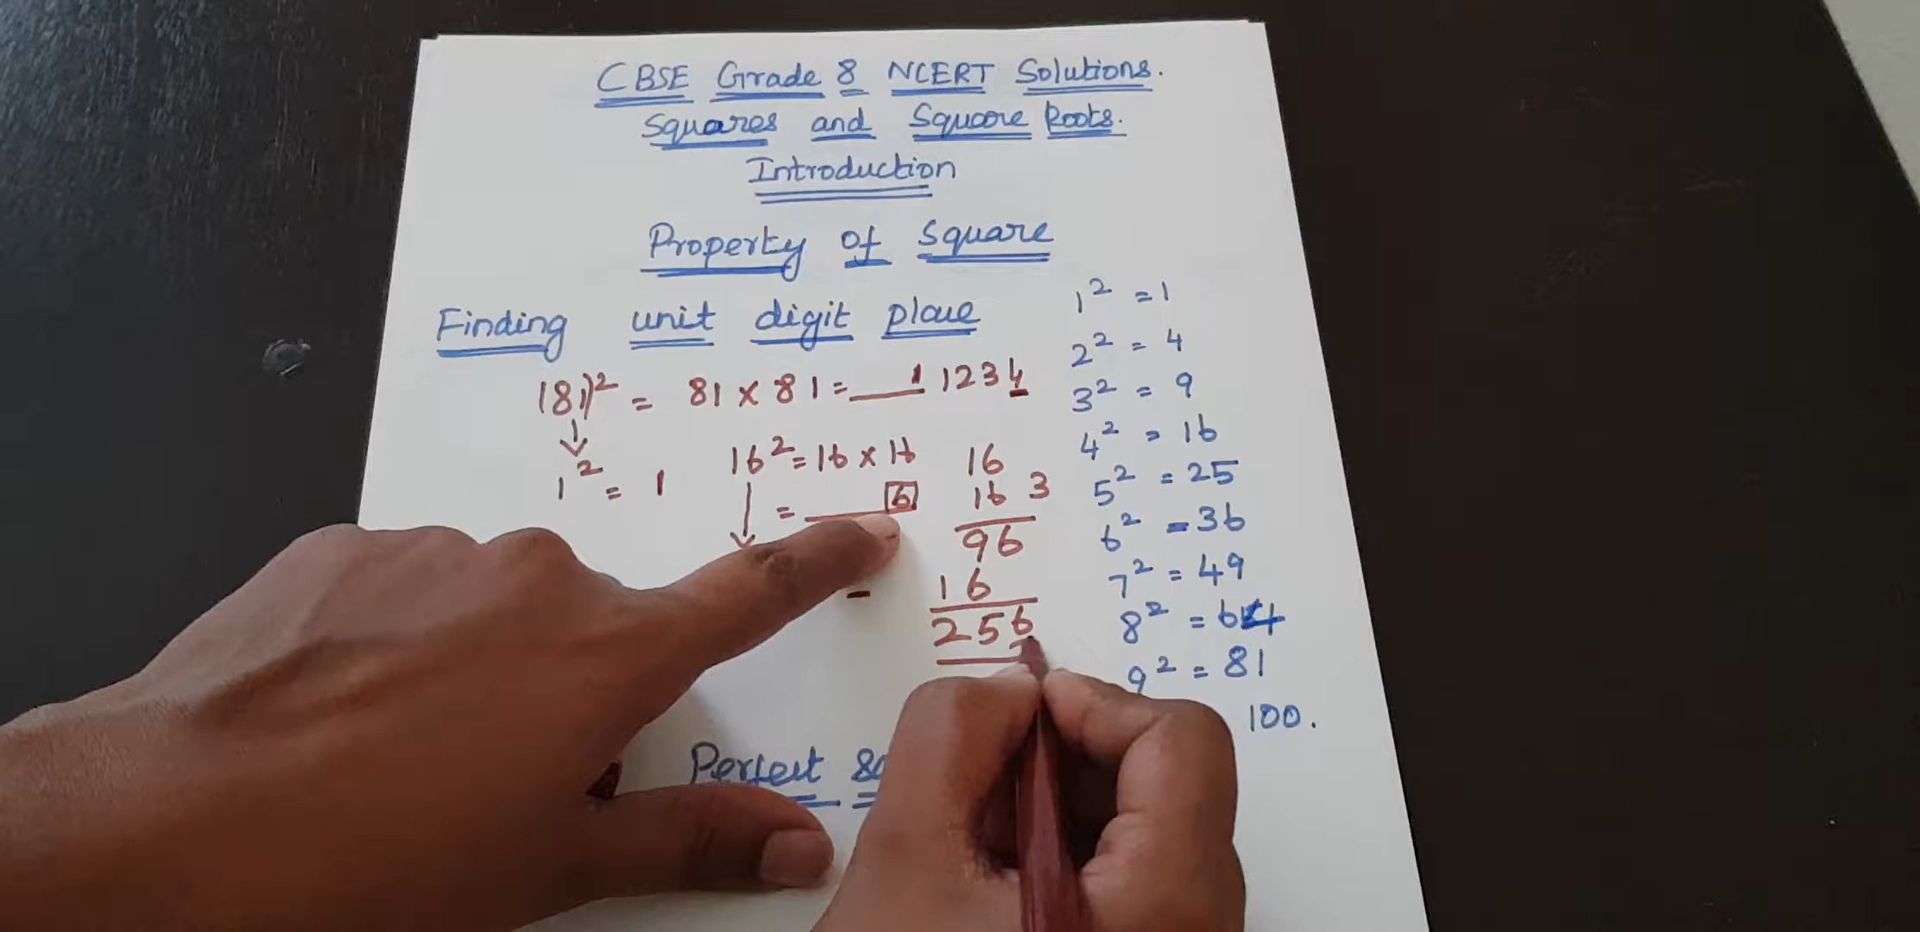 CBSE Grade 8 NCERT Solutions.
Squares and Square Roots.
Introduction
Property of square
Finding unit digit place
(81)² = 81 × 81 = 1 1234
1² = 1
16² = 16 × 16
= 6
16
16 3
96
16
256
1² = 1
2² = 4
3² = 9
4² = 16
5² = 25
6² = 36
7² = 49
8² = 64
9² = 81
100.
Perfect